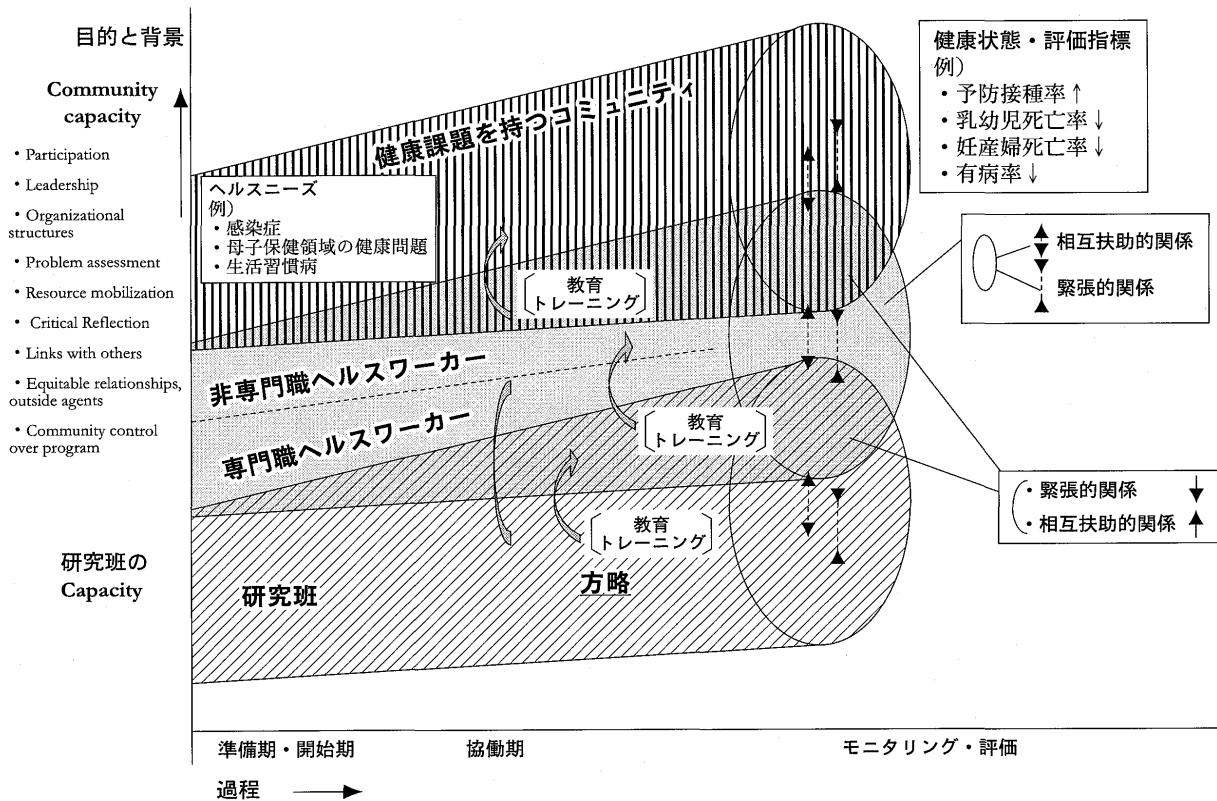 目的と背景
Community
capacity
・Participation
・Leadership
・Organizational
structures
・Problem assessment
・Resource mobilization
・Critical Reflection
・Links with others
・Equitable relationships,
outside agents
・Community control
over program
研究班の
Capacity
健康課題を持つコミュニティ
ヘルスニーズ
例)
・感染症
・母子保健領域の健康問題
・生活習慣病
教育
トレーニング
非専門職ヘルスワーカー
専門職ヘルスワーカー
教育
トレーニング
教育
トレーニング
研究班
方略
健康状態・評価指標
例)
・予防接種率↑
・乳幼児死亡率↓
・妊産婦死亡率↓
・有病率↓
相互扶助的関係
緊張的関係
・緊張的関係
・相互扶助的関係
準備期・開始期
協働期
モニタリング・評価
過程